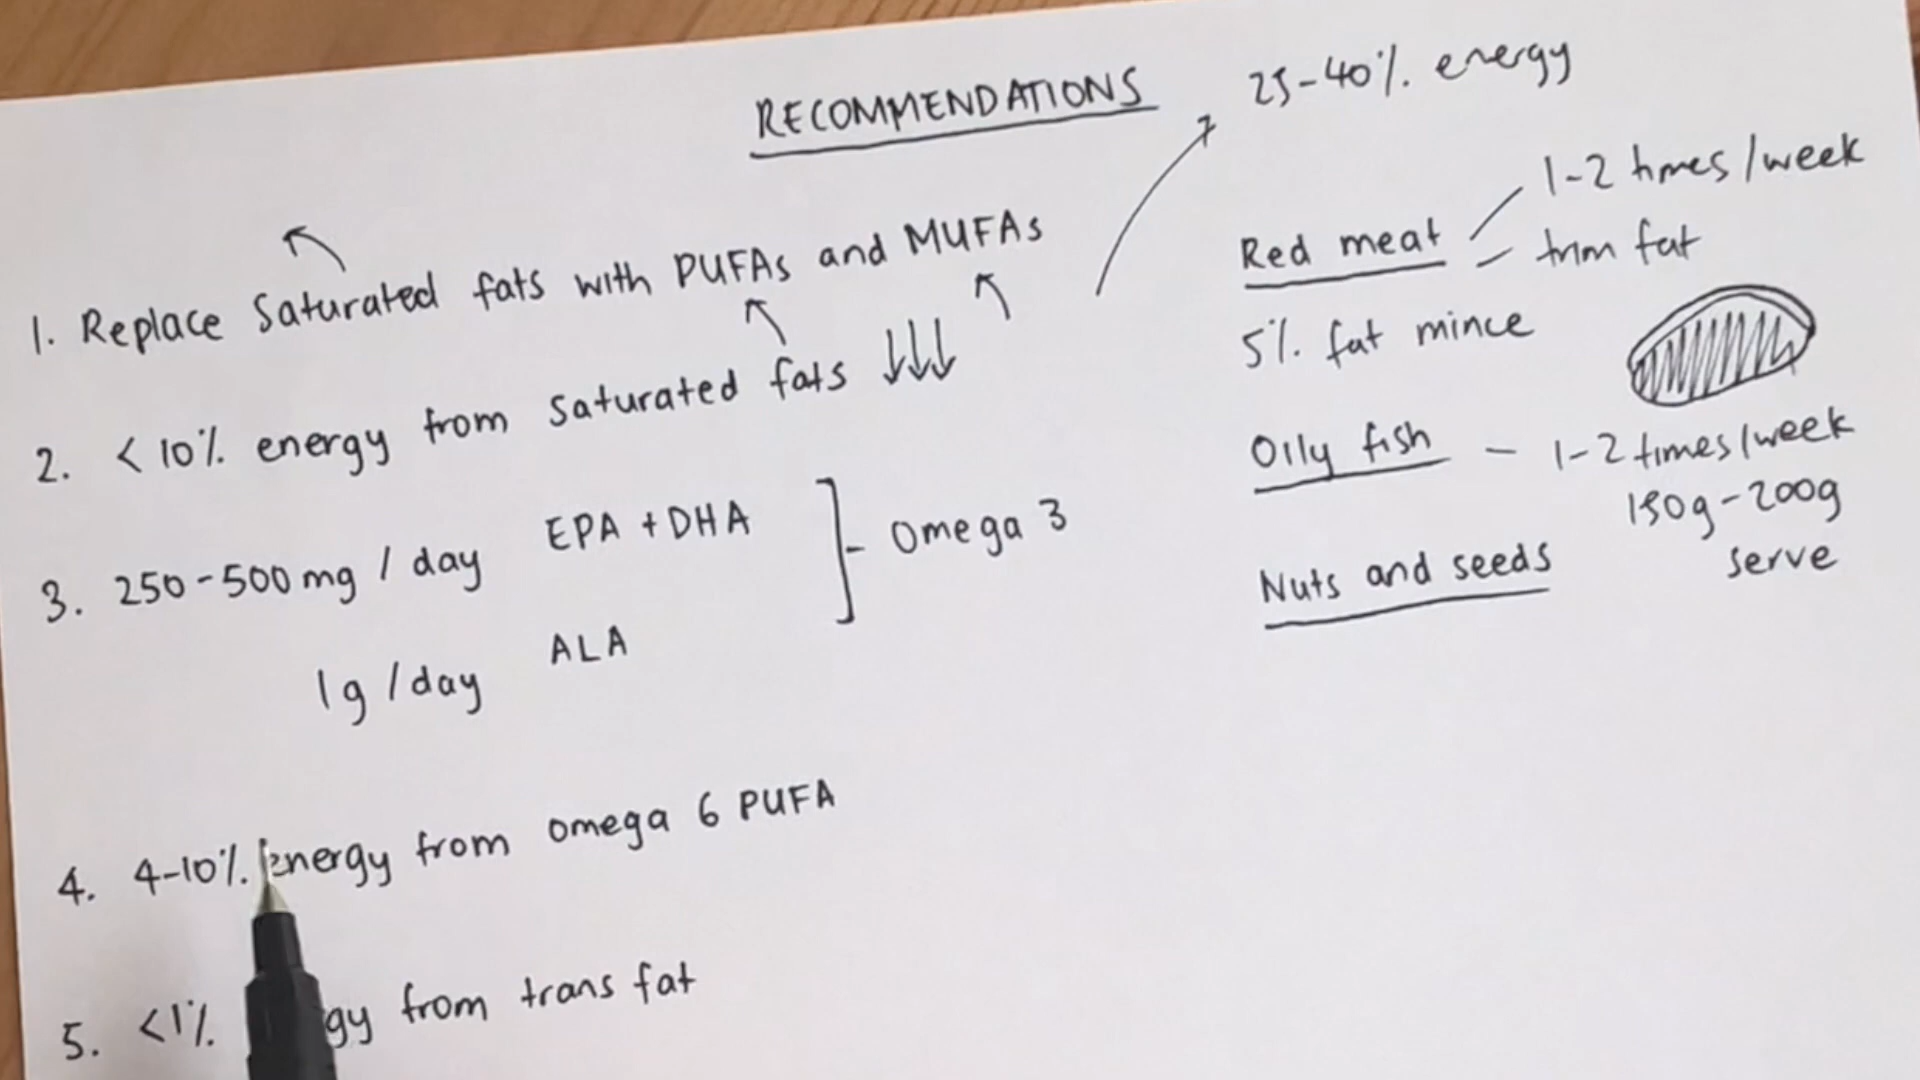 RECOMMENDATIONS
1. Replace Saturated fats with PUFAs and MUFAs
2. < 10% energy from saturated fats ↓↓↓
3. 250-500mg / day EPA + DHA
1g / day ALA
Omega 3
4. 4-10% energy from omega 6 PUFA
5. <1% gy from trans fat
25-40% energy
Red meat 1-2 times / week
- trim fat
5% fat mince
Oily fish - 1-2 times / week
150g-200g
serve
Nuts and seeds